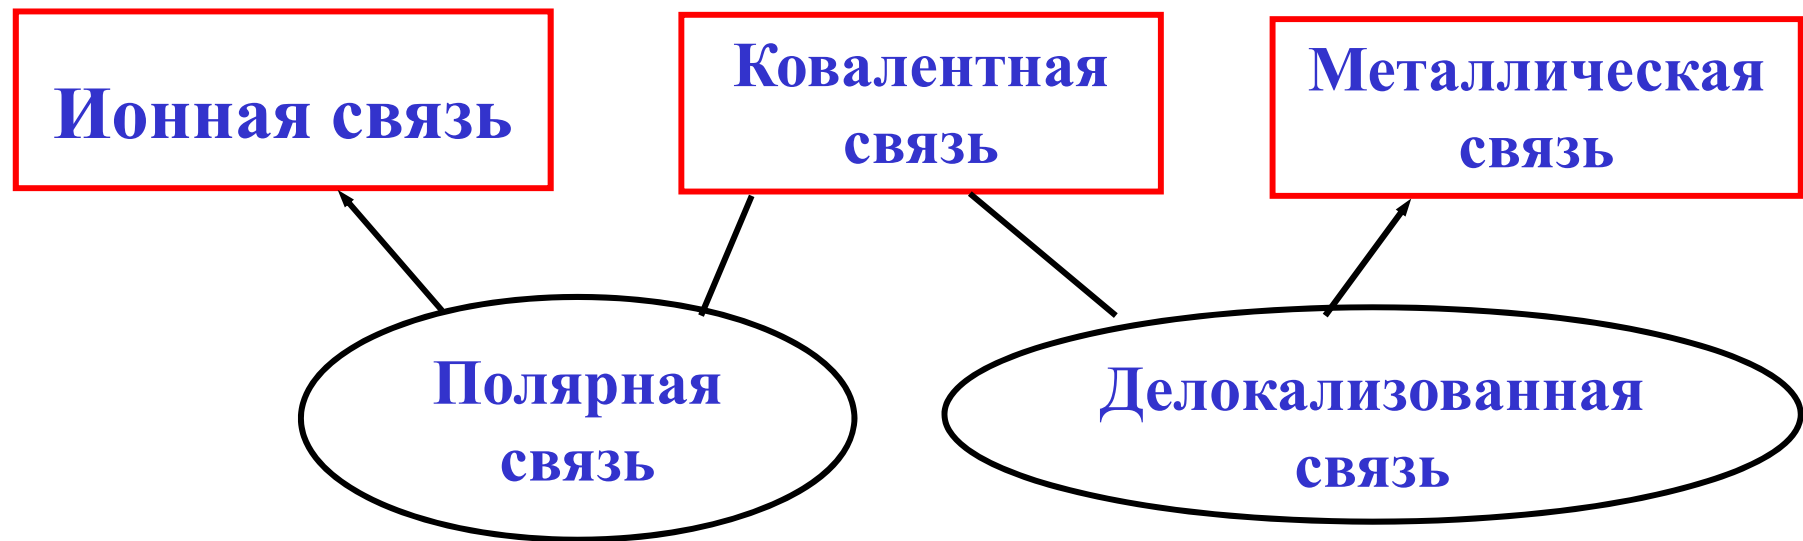 Ионная связь
Ковалентная
связь
Металлическая
связь
Полярная
связь
Делокализованная
связь